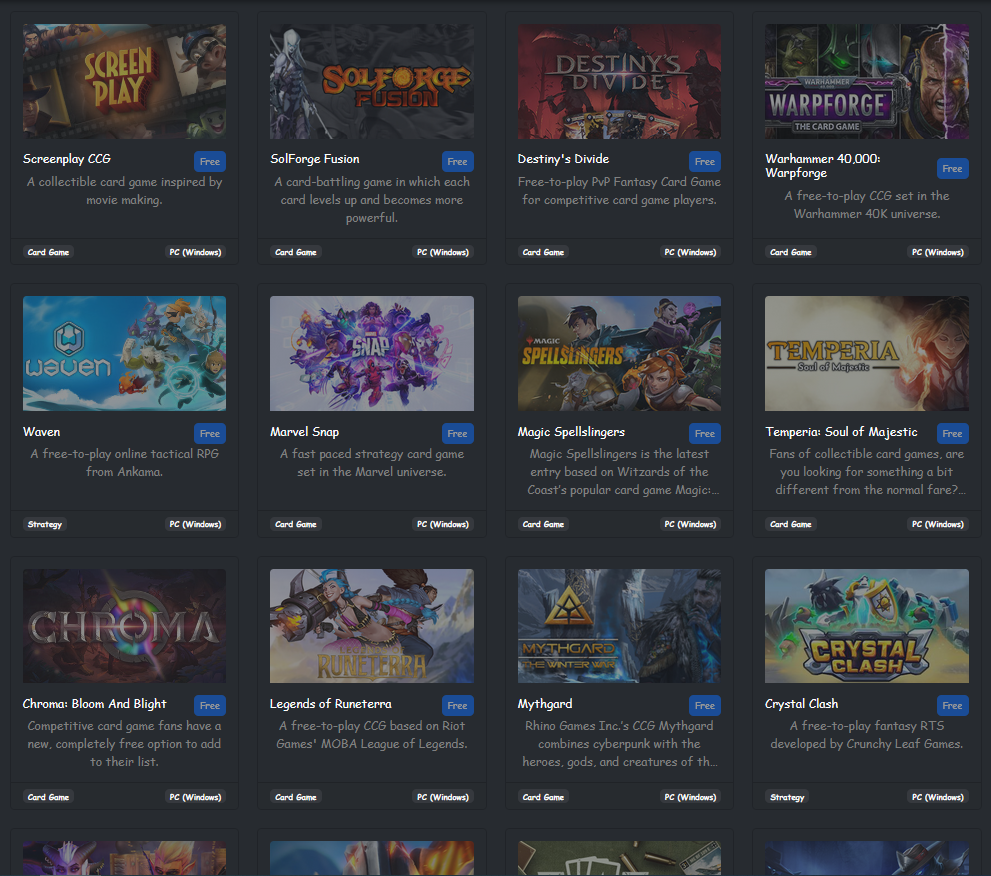 SCREEN
PLAY
SOLFORGE
FUSION
DESTINY'S
DIVIDE
WARHAMMER
40,000
WARPFORGE
THE CARD GAME
Screenplay CCG
Free
A collectible card game inspired by
movie making.
Card Game
PC (Windows)
SolForge Fusion
Free
A card-battling game in which each
card levels up and becomes more
powerful.
Card Game
PC (Windows)
Destiny's Divide
Free
Free-to-play PvP Fantasy Card Game
for competitive card game players.
Card Game
PC (Windows)
Warhammer 40,000:
Warpforge
Free
A free-to-play CCG set in the
Warhammer 40K universe.
Card Game
PC (Windows)
waven
SNAP
MAGIC
SPELLSLINGERS
TEMPERIA
Soul of Majestic
Waven
Free
A free-to-play online tactical RPG
from Ankama.
Strategy
PC (Windows)
Marvel Snap
Free
A fast paced strategy card game
set in the Marvel universe.
Card Game
PC (Windows)
Magic Spellslingers
Free
Magic Spellslingers is the latest
entry based on Witzards of the
Coast's popular card game Magic:...
Card Game
PC (Windows)
Temperia: Soul of Majestic
Free
Fans of collectible card games, are
you looking for something a bit
different from the normal fare?...
Card Game
PC (Windows)
CHROMA
LEGENDS OF
RUNETERRA
MYTHGARD
THE WINTER WAR
CRYSTAL
CLASH
Chroma: Bloom And Blight
Free
Competitive card game fans have a
new, completely free option to add
to their list.
Card Game
PC (Windows)
Legends of Runeterra
Free
A free-to-play CCG based on Riot
Games' MOBA League of Legends.
Card Game
PC (Windows)
Mythgard
Free
Rhino Games Inc.'s CCG Mythgard
combines cyberpunk with the
heroes, gods, and creatures of th...
Card Game
PC (Windows)
Crystal Clash
Free
A free-to-play fantasy RTS
developed by Crunchy Leaf Games.
Strategy
PC (Windows)